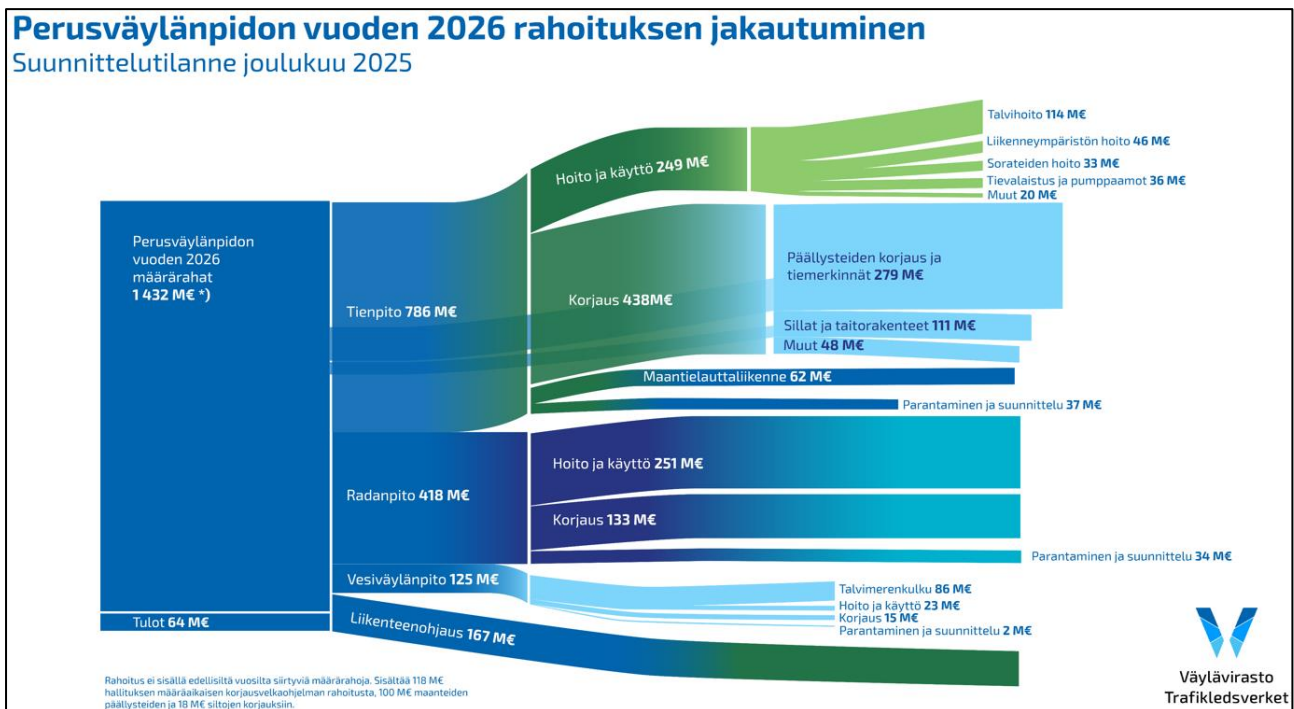 Perusväylänpidon vuoden 2026 rahoituksen jakautuminen
Suunnittelutilanne joulukuu 2025
Perusväylänpidon
vuoden 2026
määrärahat
1 432 M€ *)
Tulot 64 M€
Tienpito 786 M€
Radanpito 418 M€
Vesiväylänpito 125 M€
Liikenteenohjaus 167 M€
Hoito ja käyttö 249 M€
Korjaus 438M€
Talvihoito 114 M€
Liikenneympäristön hoito 46 M€
Sorateiden hoito 33 M€
Tievalaistus ja pumppaamot 36 M€
Muut 20 M€
Päällysteiden korjaus ja
tiemerkinnät 279 M€
Sillat ja taitorakenteet 111 M€
Muut 48 M€
Maantielauttaliikenne 62 M€
Parantaminen ja suunnittelu 37 M€
Hoito ja käyttö 251 M€
Korjaus 133 M€
Parantaminen ja suunnittelu 34 M€
Talvimerenkulku 86 M€
Hoito ja käyttö 23 M€
Korjaus 15 M€
Parantaminen ja suunnittelu 2 M€
Rahoitus ei sisällä edellisiltä vuosilta siirtyviä määrärahoja. Sisältää 118 M€
hallituksen määräaikaisen korjausvelkaohjelman rahoitusta, 100 M€ maanteiden
päällysteiden ja 18 M€ siltojen korjauksiin.
Väylävirasto
Trafikledsverket